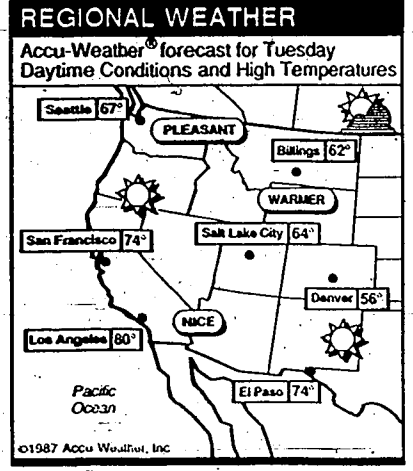 REGIONAL WEATHER
Accu-Weather® forecast for Tuesday
Daytime Conditions and High Temperatures
Seattle 67°
PLEASANT
Billings 62°
WARMER
San Francisco 74°
Salt Lake City 64°
Denver 56°
Los Angeles 80°
NICE
El Paso 74°
Pacific
Ocean
©1987 Accu Weather, Inc